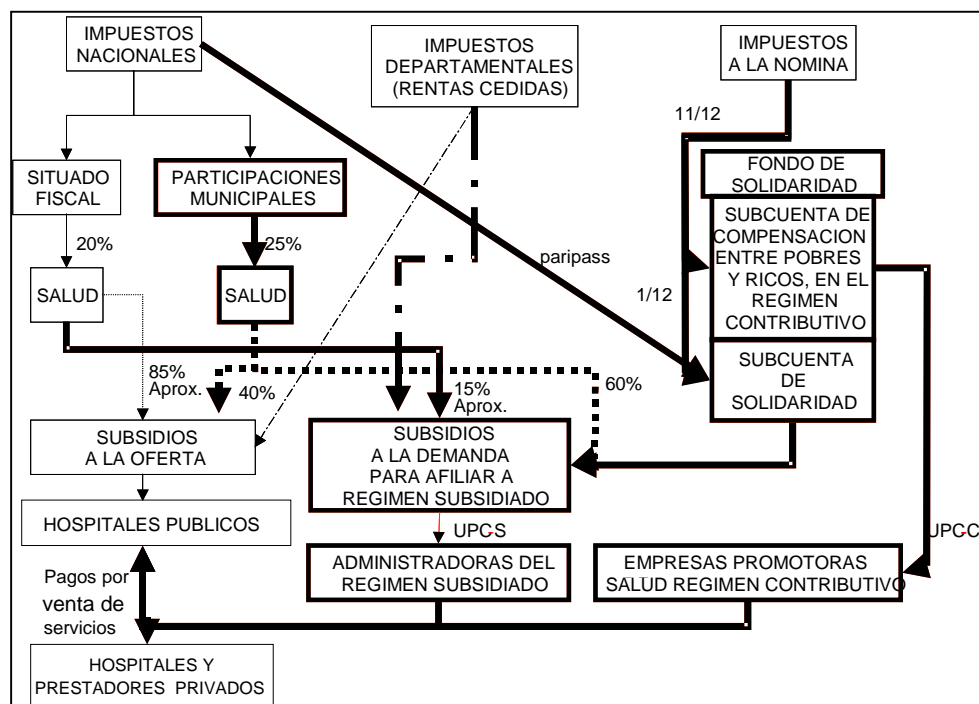 IMPUESTOS
NACIONALES
IMPUESTOS
DEPARTAMENTALES
(RENTAS CEDIDAS)
IMPUESTOS
A LA NOMINA
11/12
FONDO DE
SOLIDARIDAD
SITUADO
FISCAL
PARTICIPACIONES
MUNICIPALES
SUBCUENTA DE
COMPENSACION
ENTRE POBRES
Y RICOS, EN EL
REGIMEN
CONTRIBUTIVO
20%
25%
paripass
SALUD
SALUD
1/12
SUBCUENTA
DE
SOLIDARIDAD
85%
Aprox.
40%
15%
Aprox.
60%
SUBSIDIOS
A LA OFERTA
SUBSIDIOS
A LA DEMANDA
PARA AFILIAR A
REGIMEN SUBSIDIADO
HOSPITALES PUBLICOS
UPC-S
UPC-C
ADMINISTRADORAS DEL
REGIMEN SUBSIDIADO
EMPRESAS PROMOTORAS
SALUD REGIMEN CONTRIBUTIVO
Pagos por
venta de
servicios
HOSPITALES Y
PRESTADORES PRIVADOS